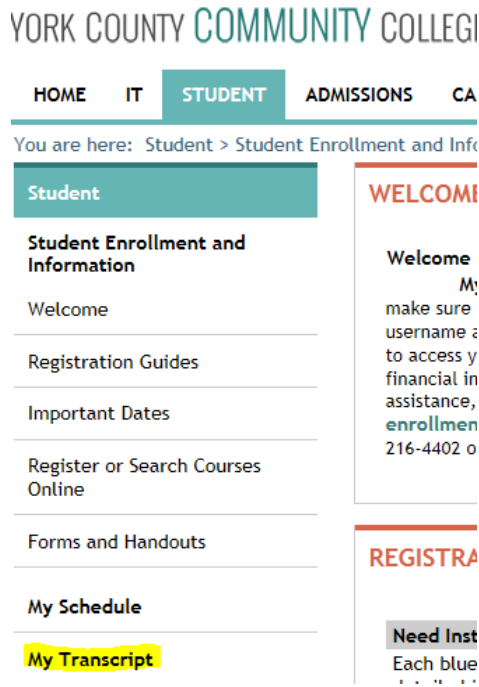 YORK COUNTY COMMUNITY COLLEG
HOME IT STUDENT ADMISSIONS CA
You are here: Student > Student Enrollment and Info
Student
Student Enrollment and
Information
Welcome
Registration Guides
Important Dates
Register or Search Courses
Online
Forms and Handouts
My Schedule
My Transcript
WELCOME
Welcome
My
make sure
username a
to access y
financial in
assistance,
enrollmen
216-4402 o
REGISTRA
Need Inst
Each blue